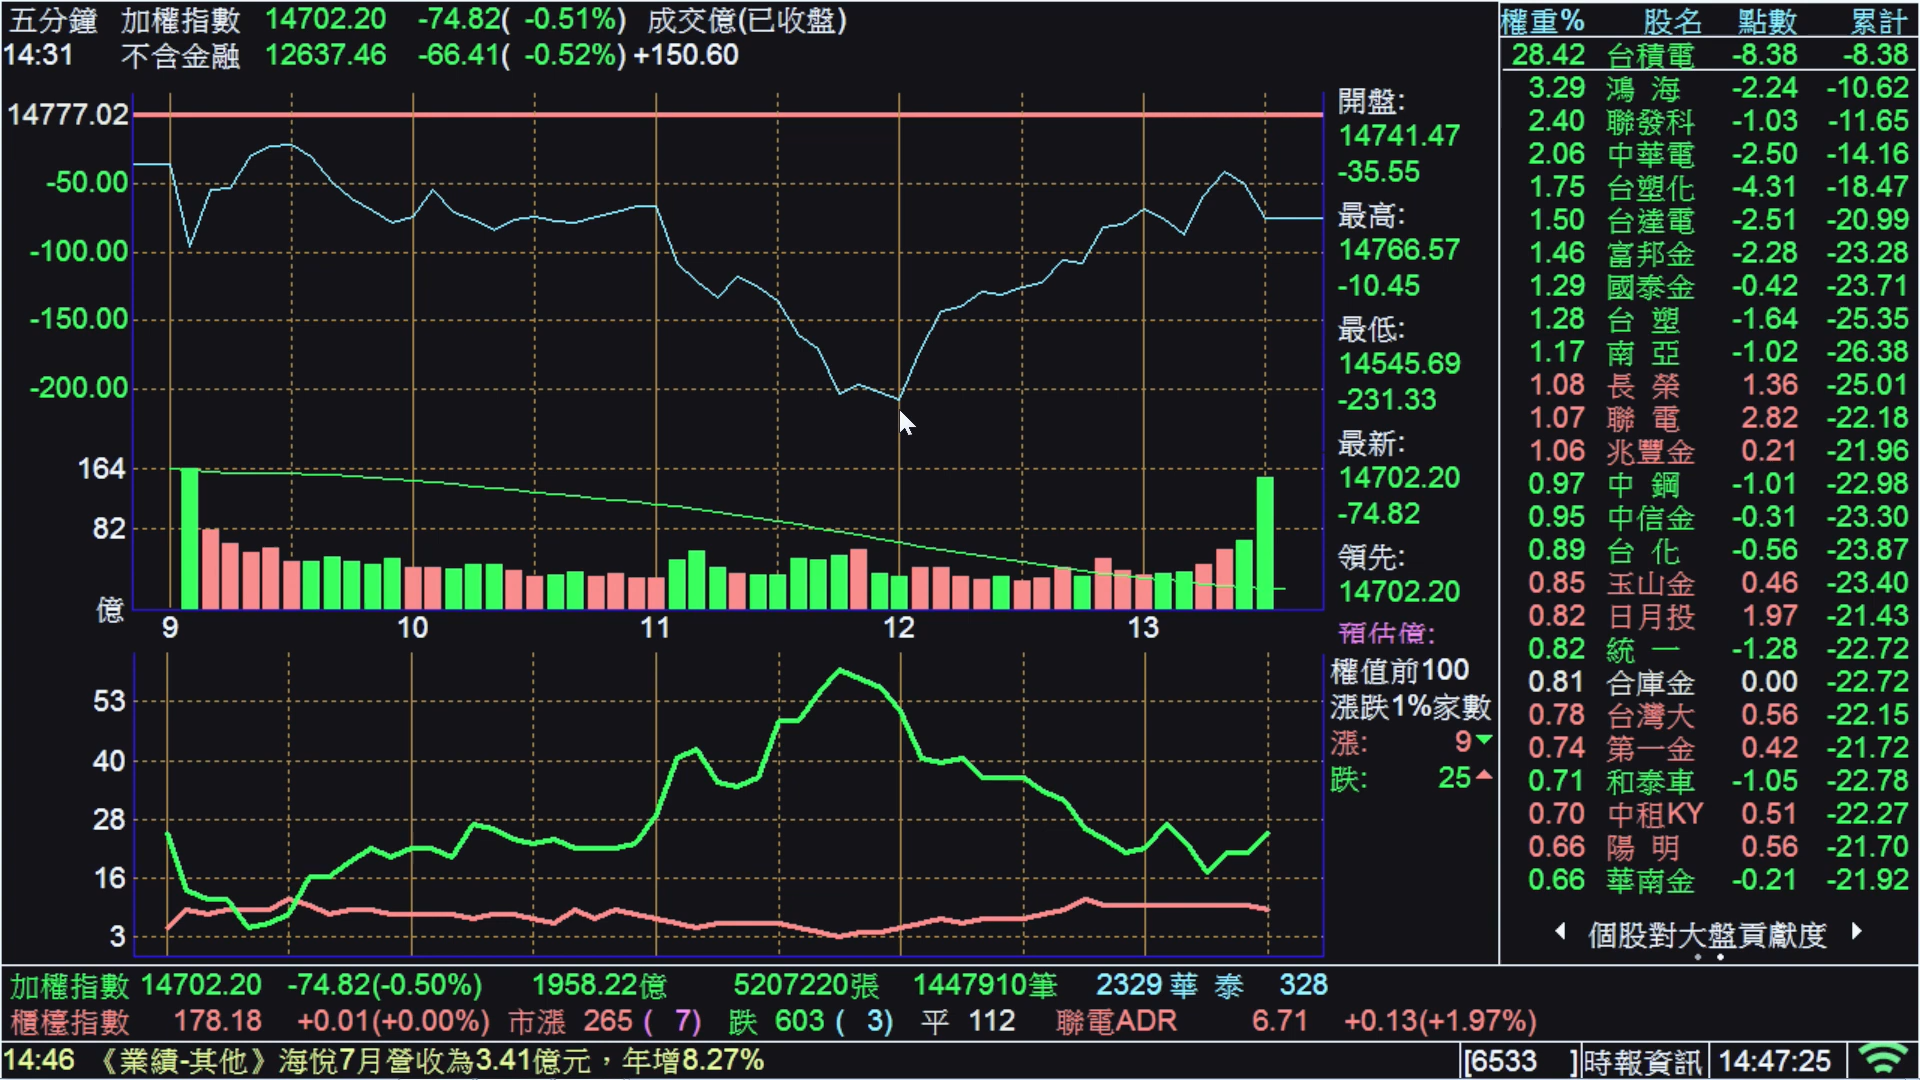 五分鐘 加權指數 14702.20 -74.82( -0.51%) 成交億(已收盤)
14:31 不含金融 12637.46 -66.41( -0.52%) +150.60
14777.02
-50.00
-100.00
-150.00
-200.00
164
82
億
9 10 11 12 13
開盤:
14741.47
-35.55
最高:
14766.57
-10.45
最低:
14545.69
-231.33
最新:
14702.20
-74.82
領先:
14702.20
預估億:
53
40
28
16
3
權值前100
漲跌1%家數
漲: 9▼
跌: 25▲
權重% 股名 點數 累計
28.42 台積電 -8.38 -8.38
3.29 鴻 海 -2.24 -10.62
2.40 聯發科 -1.03 -11.65
2.06 中華電 -2.50 -14.16
1.75 台塑化 -4.31 -18.47
1.50 台達電 -2.51 -20.99
1.46 富邦金 -2.28 -23.28
1.29 國泰金 -0.42 -23.71
1.28 台 塑 -1.64 -25.35
1.17 南 亞 -1.02 -26.38
1.08 長 榮 1.36 -25.01
1.07 聯 電 2.82 -22.18
1.06 兆豐金 0.21 -21.96
0.97 中 鋼 -1.01 -22.98
0.95 中信金 -0.31 -23.30
0.89 台 化 -0.56 -23.87
0.85 玉山金 0.46 -23.40
0.82 日月投 1.97 -21.43
0.82 統 一 -1.28 -22.72
0.81 合庫金 0.00 -22.72
0.78 台灣大 0.56 -22.15
0.74 第一金 0.42 -21.72
0.71 和泰車 -1.05 -22.78
0.70 中租KY 0.51 -22.27
0.66 陽 明 0.56 -21.70
0.66 華南金 -0.21 -21.92
個股對大盤貢獻度
加權指數 14702.20 -74.82(-0.50%) 1958.22億 5207220張 1447910筆 2329 華 泰 328
櫃檯指數 178.18 +0.01(+0.00%) 市漲 265 ( 7) 跌 603 ( 3) 平 112 聯電ADR 6.71 +0.13(+1.97%)
14:46 《業績-其他》海悅7月營收為3.41億元，年增8.27% [6533 ] 時報資訊 14:47:25